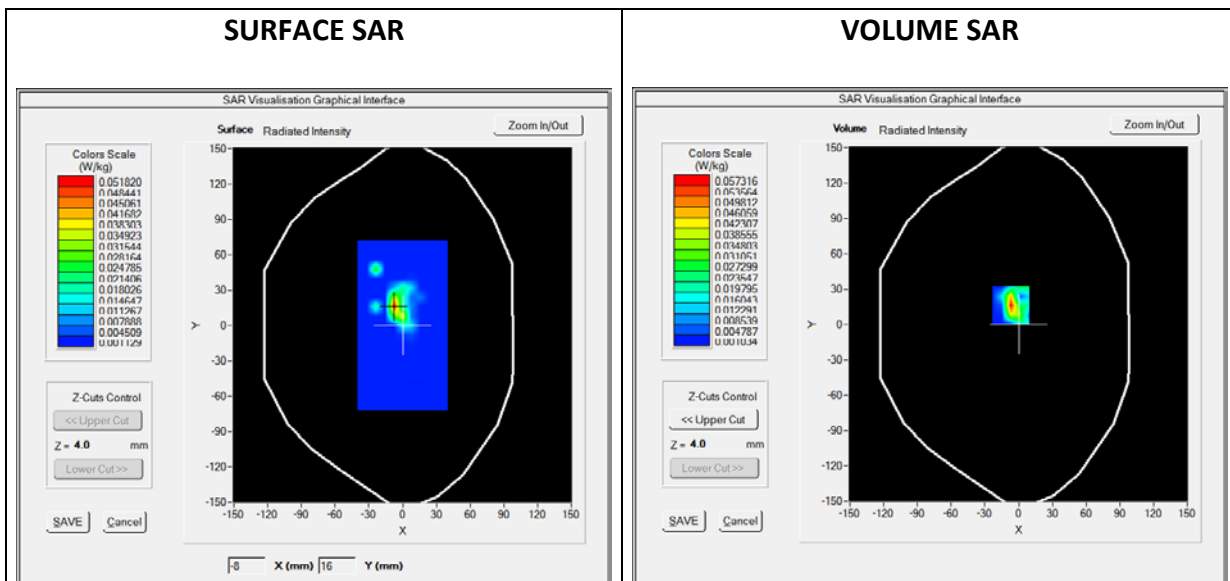 SURFACE SAR
SAR Visualisation Graphical Interface
Surface Radiated Intensity
Zoom In/Out
Colors Scale
(W/kg)
0.051820
0.048441
0.045061
0.041682
0.038303
0.034923
0.031544
0.028164
0.024785
0.021406
0.018026
0.014647
0.011267
0.007888
0.004509
0.001129
Z-Cuts Control
<< Upper Cut
Z = 4.0 mm
Lower Cut >>
SAVE Cancel
150
120
90
60
30
0
-30
-60
-90
-120
-150
Y
-150 -120 -90 -60 -30 0 30 60 90 120 150
X
-8 X (mm) 16 Y (mm)
VOLUME SAR
SAR Visualisation Graphical Interface
Volume Radiated Intensity
Zoom In/Out
Colors Scale
(W/kg)
0.057316
0.053564
0.049812
0.046059
0.042307
0.038555
0.034803
0.031051
0.027299
0.023547
0.019795
0.016043
0.012291
0.008539
0.004787
0.001034
Z-Cuts Control
<< Upper Cut
Z = 4.0 mm
Lower Cut >>
SAVE Cancel
150
120
90
60
30
0
-30
-60
-90
-120
-150
Y
-150 -120 -90 -60 -30 0 30 60 90 120 150
X